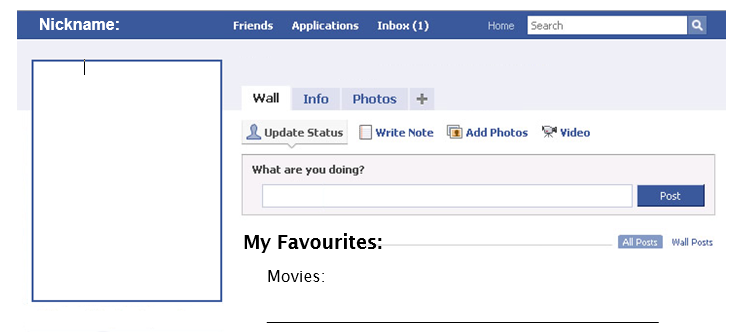 Nickname: Friends Applications Inbox (1) Home Search
Wall Info Photos
Update Status Write Note Add Photos Video
What are you doing?
Post
My Favourites: All Posts Wall Posts
Movies: